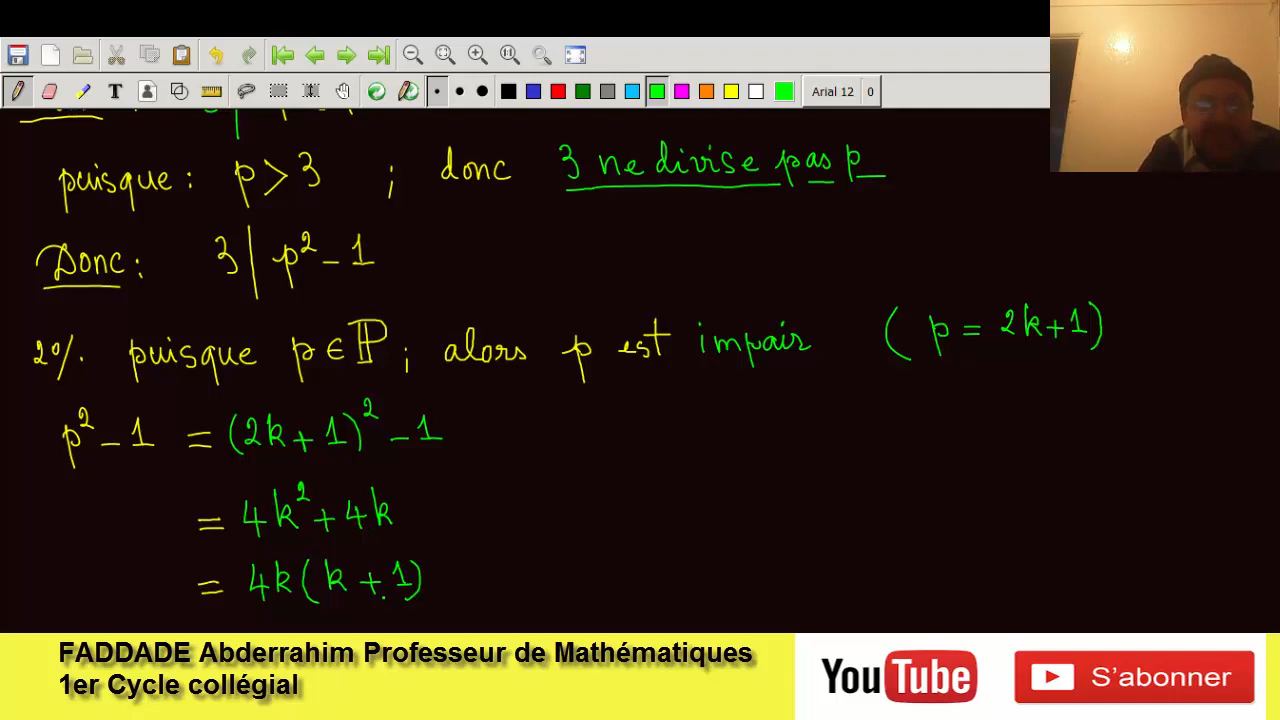 Arial 12 0
puisque : p > 3 ; donc 3 ne divise pas p
Donc : 3 | p² - 1
2°/. puisque p ∈ ℙ ; alors p est impair ( p = 2k+1 )
p² - 1 = (2k + 1)² - 1
= 4k² + 4k
= 4k(k + 1)
FADDADE Abderrahim Professeur de Mathématiques
1er Cycle collégial
YouTube
S'abonner